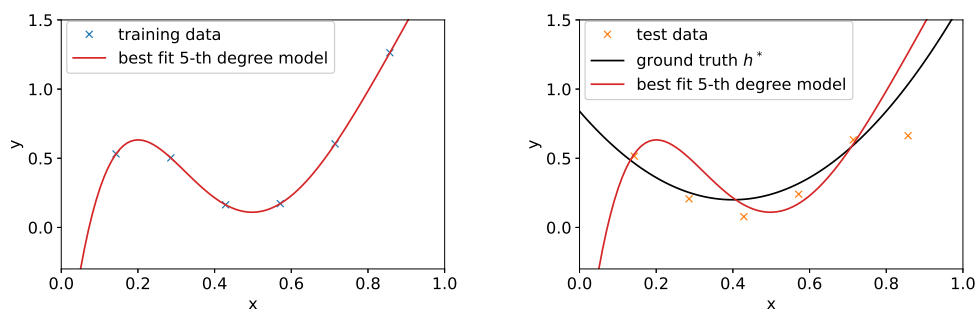 1.5
1.0
0.5
0.0
y
training data
best fit 5-th degree model
0.0 0.2 0.4 0.6 0.8 1.0
x
1.5
1.0
0.5
0.0
y
test data
ground truth h*
best fit 5-th degree model
0.0 0.2 0.4 0.6 0.8 1.0
x